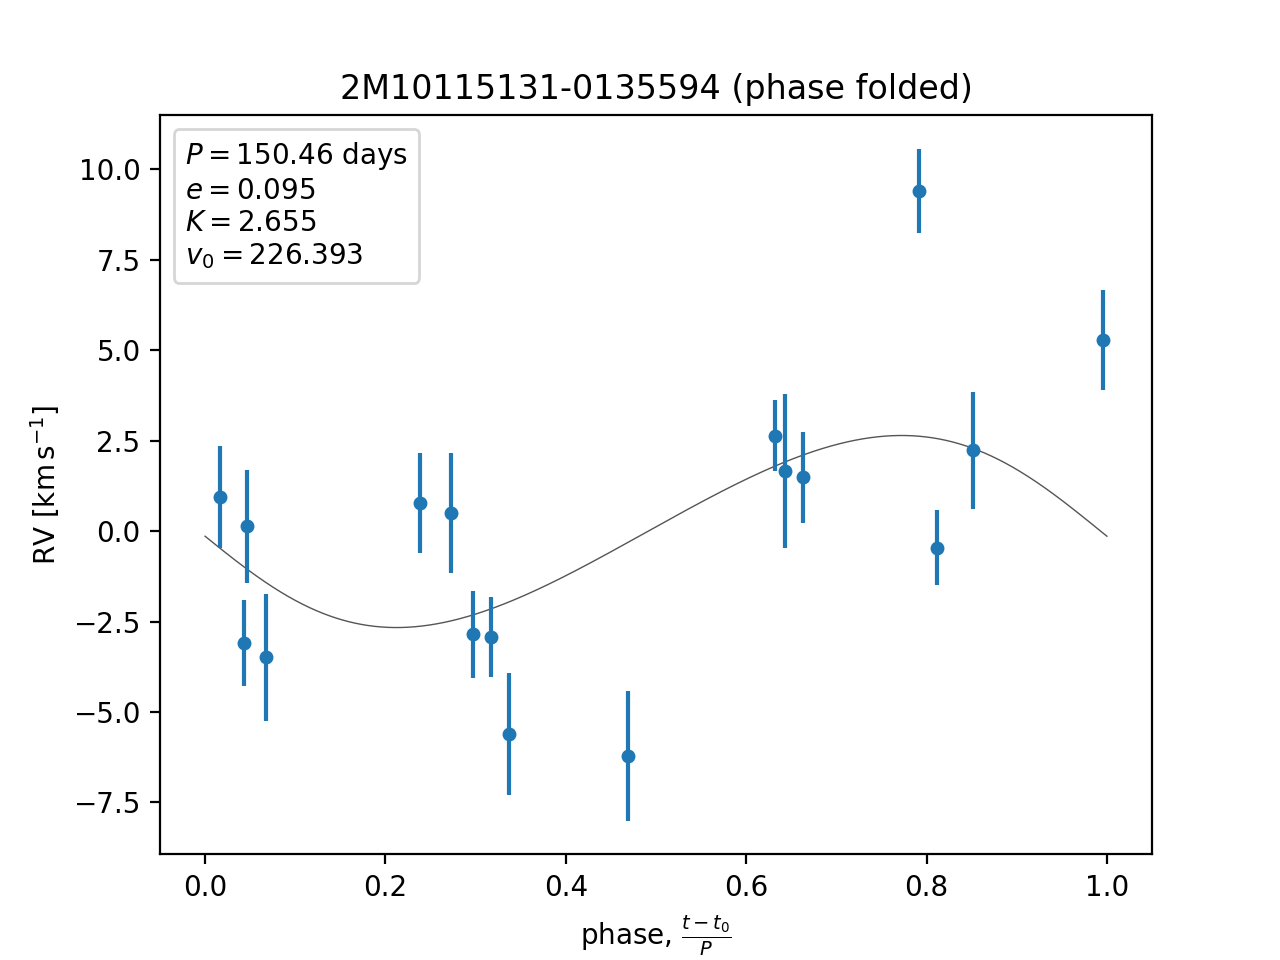 2M10115131-0135594 (phase folded)
P = 150.46 days
e = 0.095
K = 2.655
v₀ = 226.393
10.0
7.5
5.0
2.5
0.0
−2.5
−5.0
−7.5
RV [km s⁻¹]
0.0 0.2 0.4 0.6 0.8 1.0
phase, (t − t₀)/P